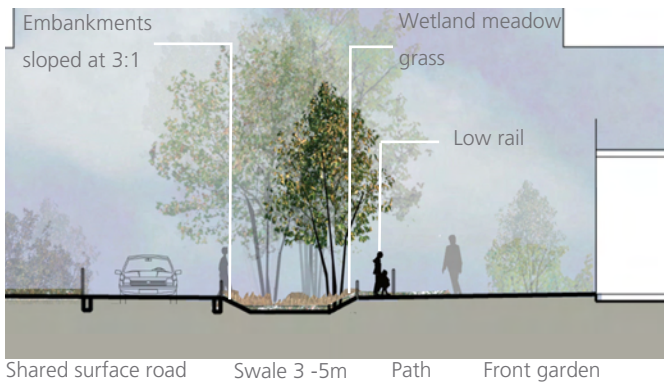 Embankments
sloped at 3:1
Wetland meadow
grass
Low rail
Shared surface road
Swale 3 -5m
Path
Front garden